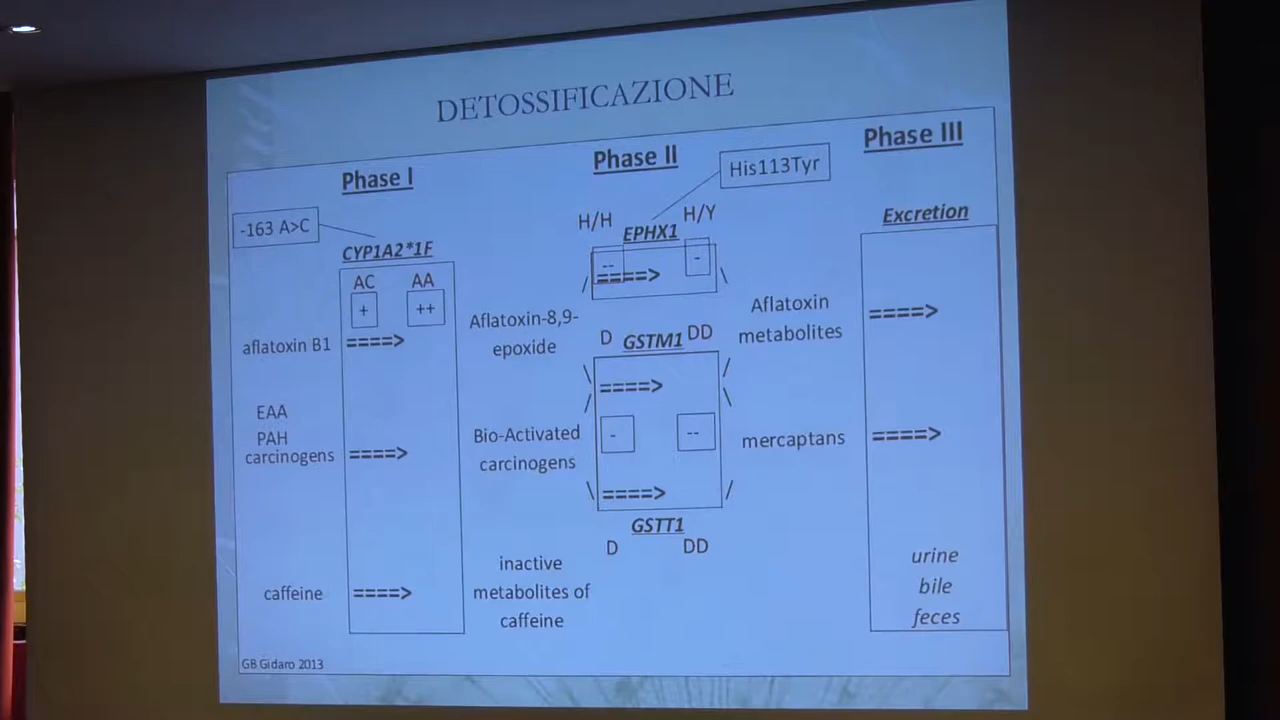 DETOSSIFICAZIONE
Phase I
Phase II
Phase III
-163 A>C
His113Tyr
CYP1A2*1F
H/H
EPHX1
H/Y
Excretion
AC
AA
+
++
--
====>
-
/
\
aflatoxin B1
====>
Aflatoxin-8,9-
epoxide
Aflatoxin
metabolites
====>
D
GSTM1
DD
\
====>
/
EAA
PAH
carcinogens
====>
Bio-Activated
carcinogens
/
-
--
\
mercaptans
====>
\
====>
/
GSTT1
D
DD
caffeine
====>
inactive
metabolites of
caffeine
urine
bile
feces
GB Gidaro 2013